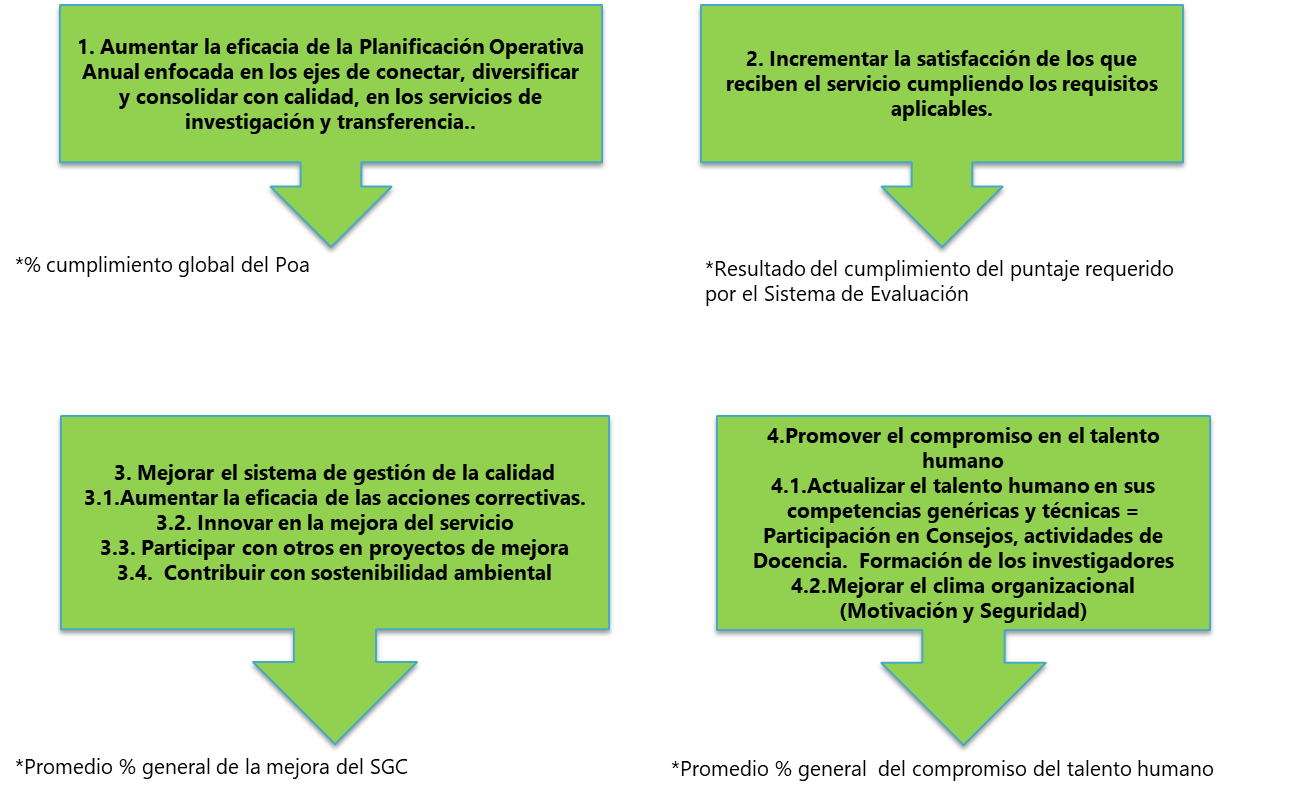 1. Aumentar la eficacia de la Planificación Operativa
Anual enfocada en los ejes de conectar, diversificar
y consolidar con calidad, en los servicios de
investigación y transferencia..
*% cumplimiento global del Poa
2. Incrementar la satisfacción de los que
reciben el servicio cumpliendo los requisitos
aplicables.
*Resultado del cumplimiento del puntaje requerido
por el Sistema de Evaluación
3. Mejorar el sistema de gestión de la calidad
3.1.Aumentar la eficacia de las acciones correctivas.
3.2. Innovar en la mejora del servicio
3.3. Participar con otros en proyectos de mejora
3.4.  Contribuir con sostenibilidad ambiental
*Promedio % general de la mejora del SGC
4.Promover el compromiso en el talento
humano
4.1.Actualizar el talento humano en sus
competencias genéricas y técnicas =
Participación en Consejos, actividades de
Docencia.  Formación de los investigadores
4.2.Mejorar el clima organizacional
(Motivación y Seguridad)
*Promedio % general  del compromiso del talento humano